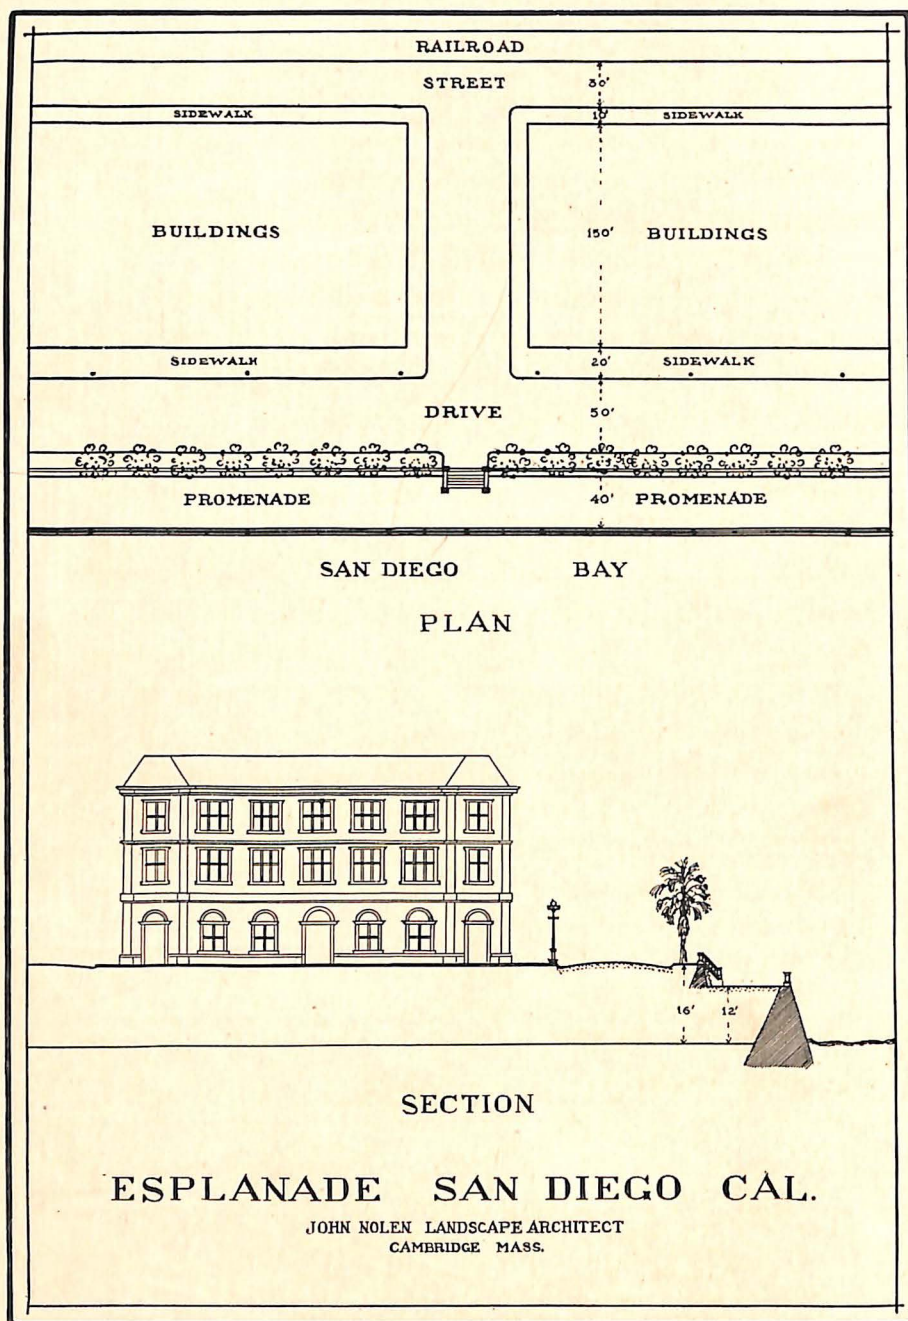 RAILROAD
STREET 30'
SIDEWALK 10' SIDEWALK
BUILDINGS 150' BUILDINGS
SIDEWALK 20' SIDEWALK
DRIVE 50'
PROMENADE 40' PROMENADE
SAN DIEGO BAY
PLAN
16' 12'
SECTION
ESPLANADE SAN DIEGO CAL.
JOHN NOLEN LANDSCAPE ARCHITECT
CAMBRIDGE MASS.